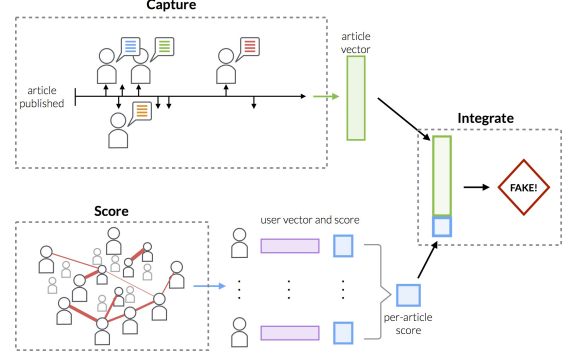 Capture
article
published
article
vector
Integrate
FAKE!
Score
user vector and score
per-article
score